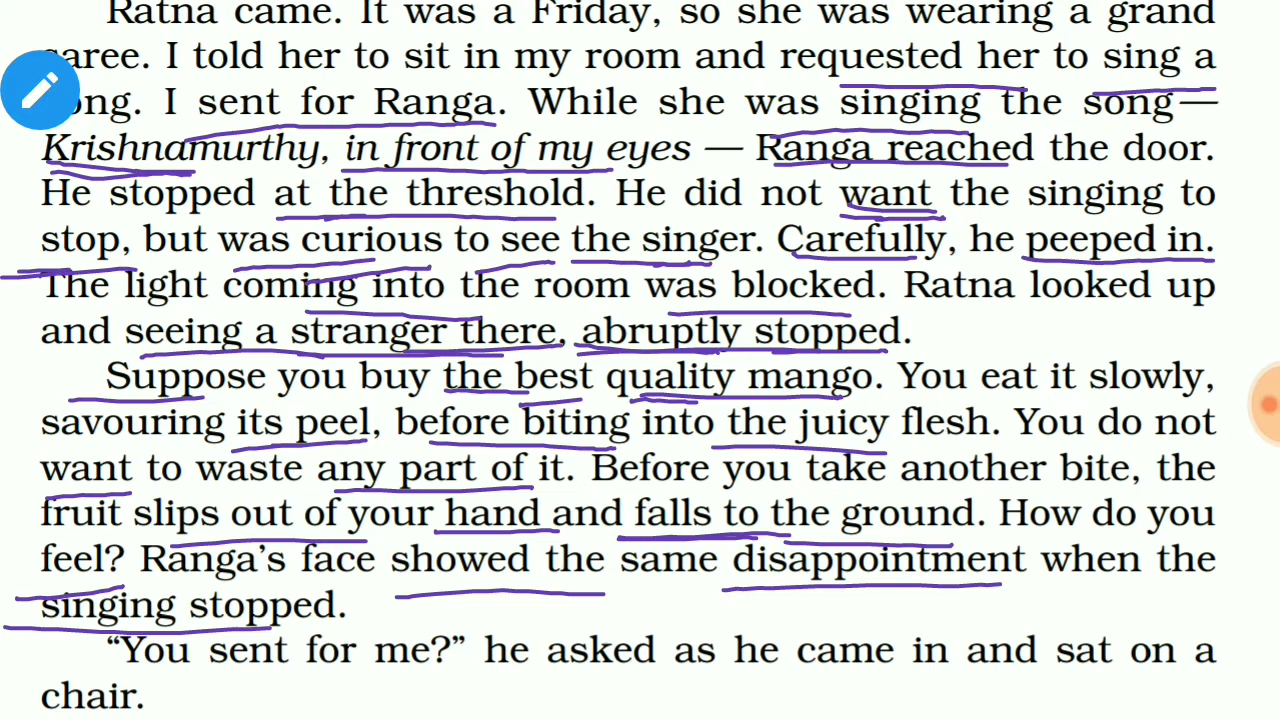 Ratna came. It was a Friday, so she was wearing a grand
saree. I told her to sit in my room and requested her to sing a
song. I sent for Ranga. While she was singing the song—
Krishnamurthy, in front of my eyes — Ranga reached the door.
He stopped at the threshold. He did not want the singing to
stop, but was curious to see the singer. Carefully, he peeped in.
The light coming into the room was blocked. Ratna looked up
and seeing a stranger there, abruptly stopped.
Suppose you buy the best quality mango. You eat it slowly,
savouring its peel, before biting into the juicy flesh. You do not
want to waste any part of it. Before you take another bite, the
fruit slips out of your hand and falls to the ground. How do you
feel? Ranga’s face showed the same disappointment when the
singing stopped.
“You sent for me?” he asked as he came in and sat on a
chair.